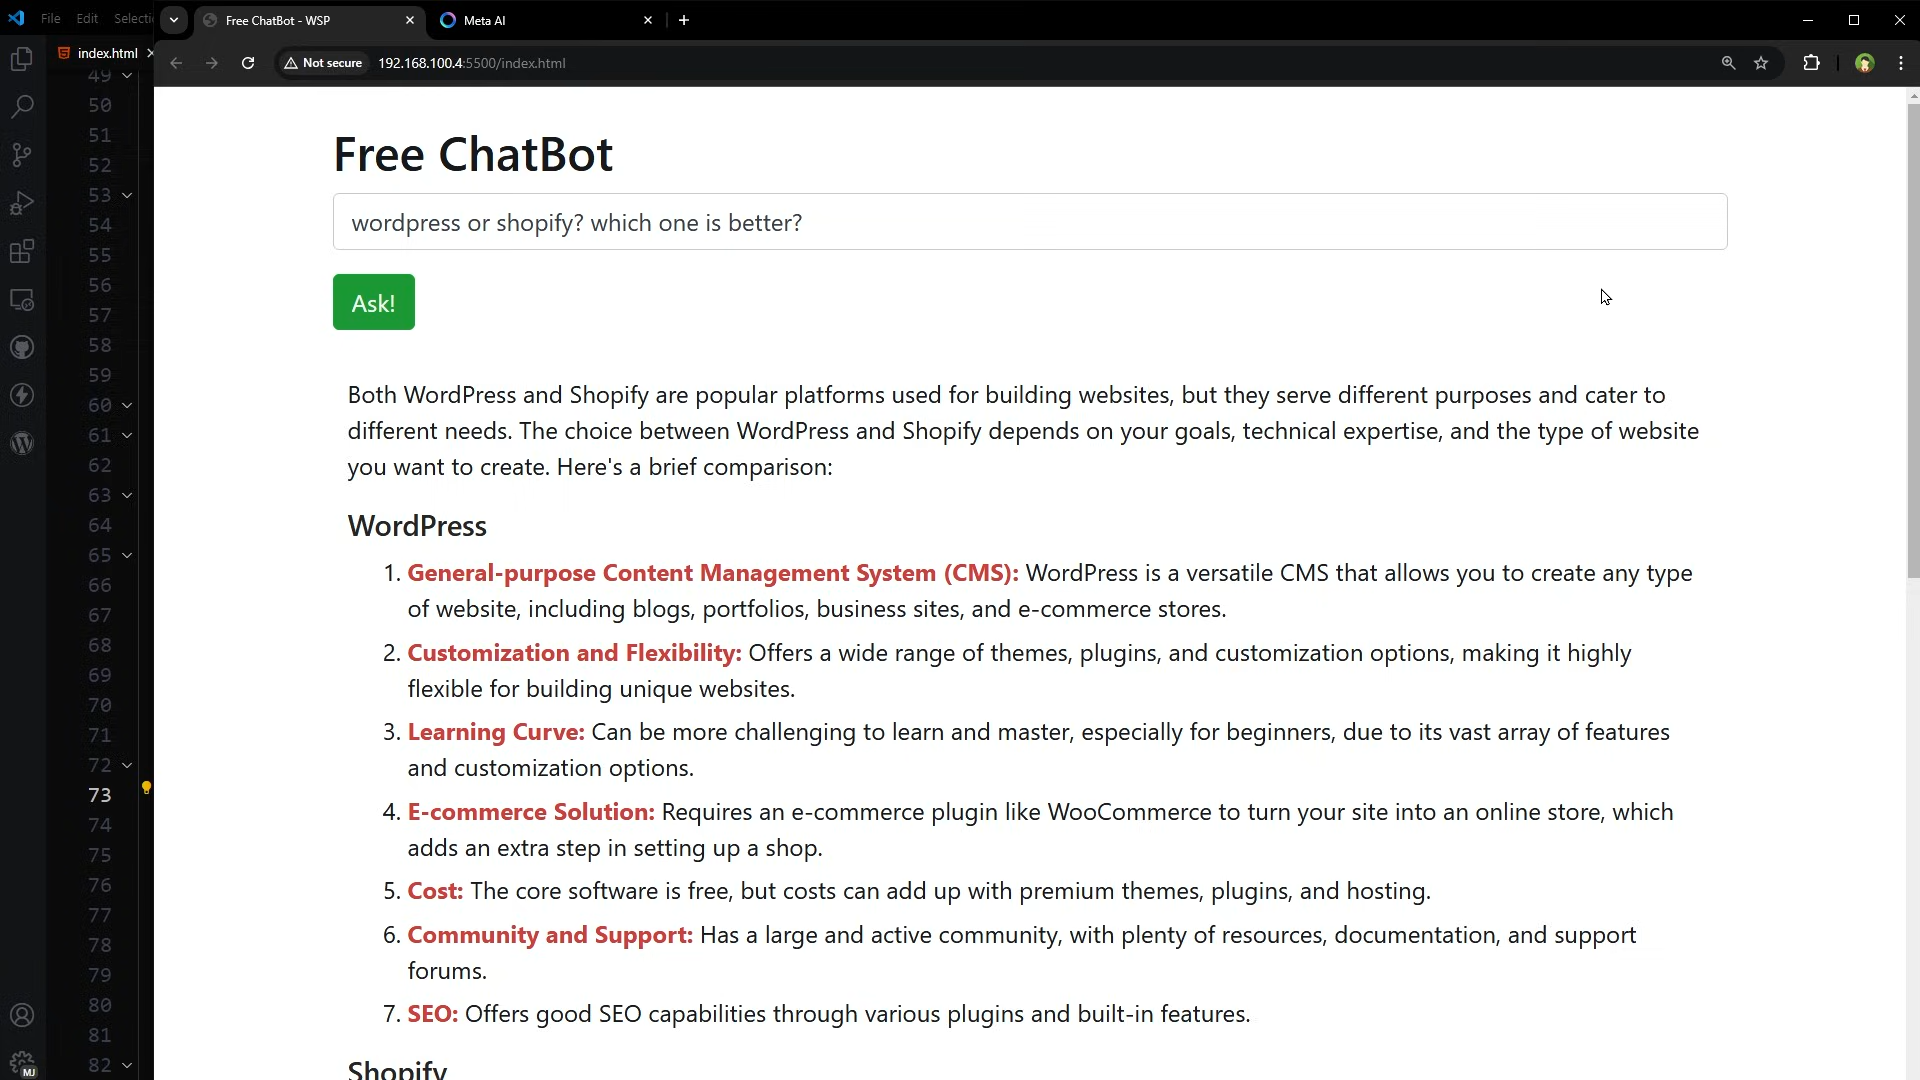 File Edit
Free ChatBot - WSP
Meta AI
index.html
Not secure 192.168.100.4:5500/index.html
49
50
51
52
53
54
55
56
57
58
59
60
61
62
63
64
65
66
67
68
69
70
71
72
73
74
75
76
77
78
79
80
81
82
MJ
Free ChatBot
wordpress or shopify? which one is better?
Ask!
Both WordPress and Shopify are popular platforms used for building websites, but they serve different purposes and cater to
different needs. The choice between WordPress and Shopify depends on your goals, technical expertise, and the type of website
you want to create. Here's a brief comparison:
WordPress
1. General-purpose Content Management System (CMS): WordPress is a versatile CMS that allows you to create any type
of website, including blogs, portfolios, business sites, and e-commerce stores.
2. Customization and Flexibility: Offers a wide range of themes, plugins, and customization options, making it highly
flexible for building unique websites.
3. Learning Curve: Can be more challenging to learn and master, especially for beginners, due to its vast array of features
and customization options.
4. E-commerce Solution: Requires an e-commerce plugin like WooCommerce to turn your site into an online store, which
adds an extra step in setting up a shop.
5. Cost: The core software is free, but costs can add up with premium themes, plugins, and hosting.
6. Community and Support: Has a large and active community, with plenty of resources, documentation, and support
forums.
7. SEO: Offers good SEO capabilities through various plugins and built-in features.
Shopify